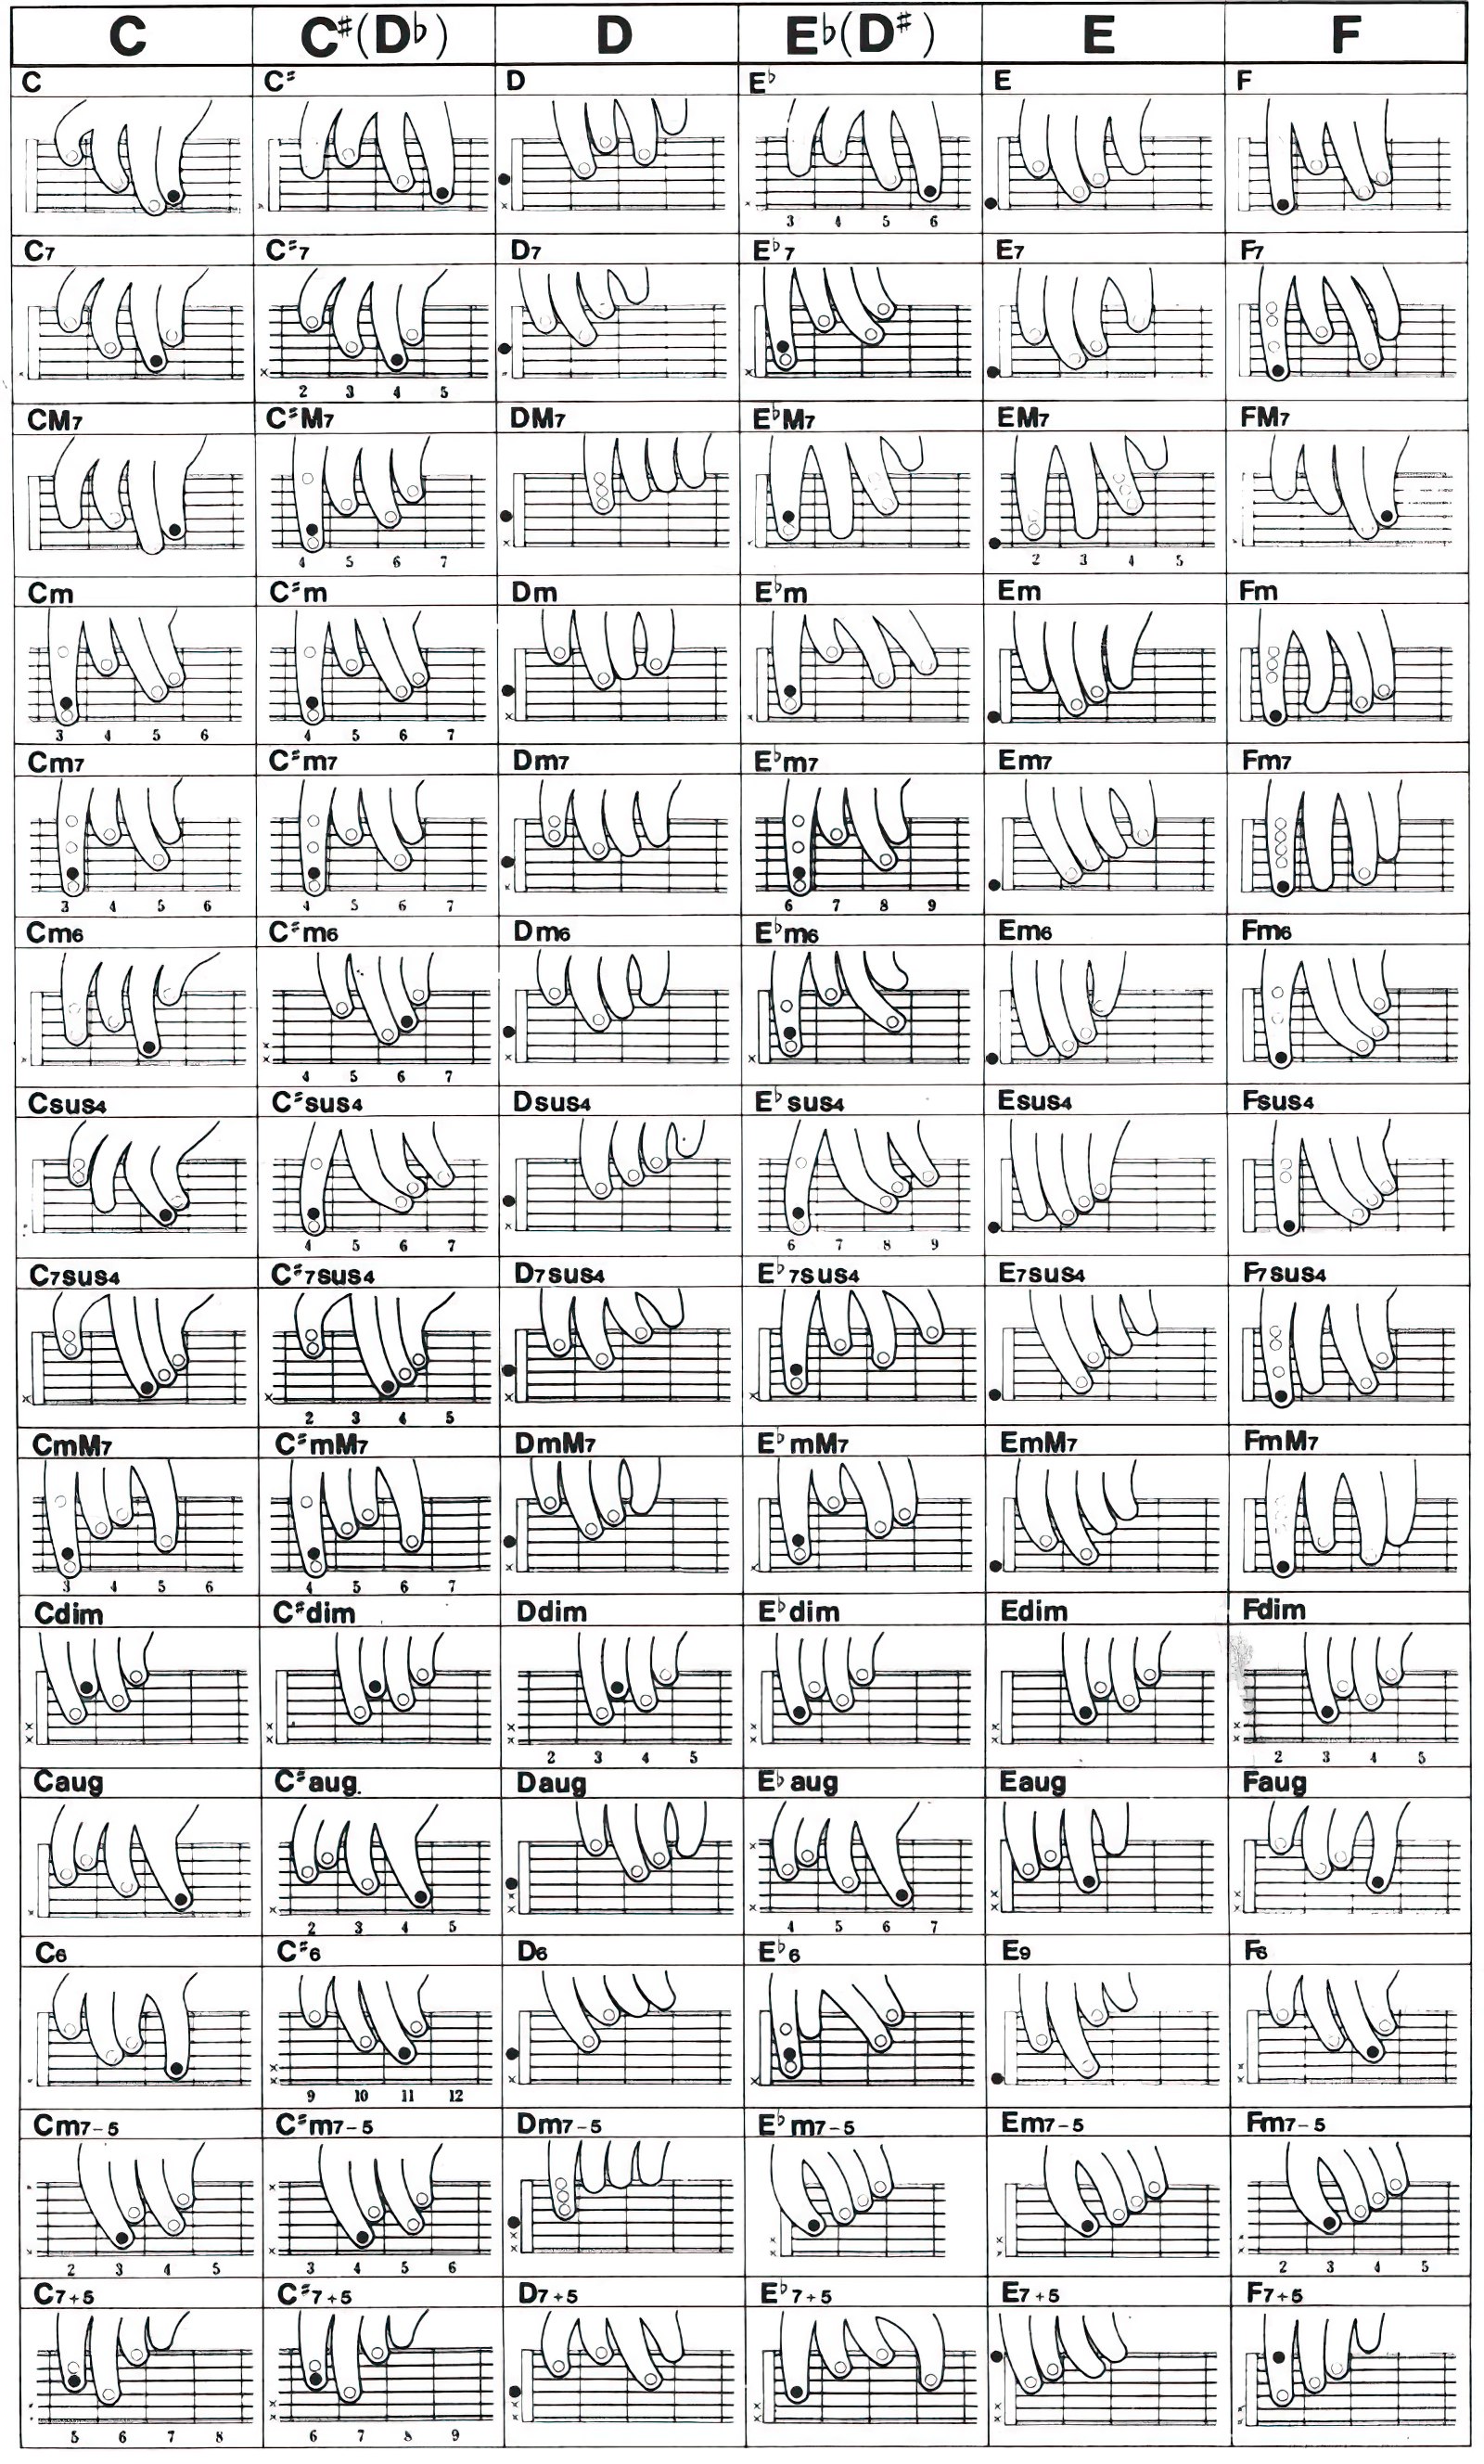 C C♯(D♭) D E♭(D♯) E F
C C♯ D E♭ E F
3 4 5 6
C7 C♯7 D7 E♭7 E7 F7
2 3 4 5
CM7 C♯M7 DM7 E♭M7 EM7 FM7
4 5 6 7 2 3 4 5
Cm C♯m Dm E♭m Em Fm
3 4 5 6 4 5 6 7
Cm7 C♯m7 Dm7 E♭m7 Em7 Fm7
3 4 5 6 4 5 6 7 6 7 8 9
Cm6 C♯m6 Dm6 E♭m6 Em6 Fm6
4 5 6 7
Csus4 C♯sus4 Dsus4 E♭sus4 Esus4 Fsus4
4 5 6 7 6 7 8 9
C7sus4 C♯7sus4 D7sus4 E♭7sus4 E7sus4 F7sus4
2 3 4 5
CmM7 C♯mM7 DmM7 E♭mM7 EmM7 FmM7
3 4 5 6 4 5 6 7
Cdim C♯dim Ddim E♭dim Edim Fdim
2 3 4 5 2 3 4 5
Caug C♯aug. Daug E♭aug Eaug Faug
2 3 4 5 4 5 6 7
C6 C♯6 D6 E♭6 E9 F6
9 10 11 12
Cm7-5 C♯m7-5 Dm7-5 E♭m7-5 Em7-5 Fm7-5
2 3 4 5 3 4 5 6 2 3 4 5
C7+5 C♯7+5 D7+5 E♭7+5 E7+5 F7+5
5 6 7 8 6 7 8 9